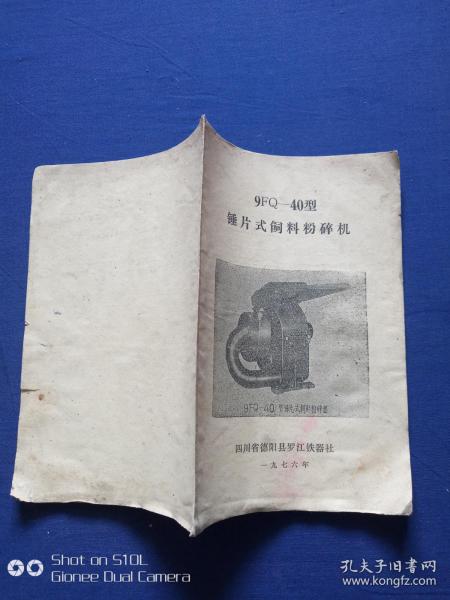 9FQ—40型
锤片式饲料粉碎机
9FQ-40型锤片式饲料粉碎机
四川省德阳县罗江铁器社
一九七六年
Shot on S10L
Gionee Dual Camera
孔夫子旧书网
www.kongfz.com